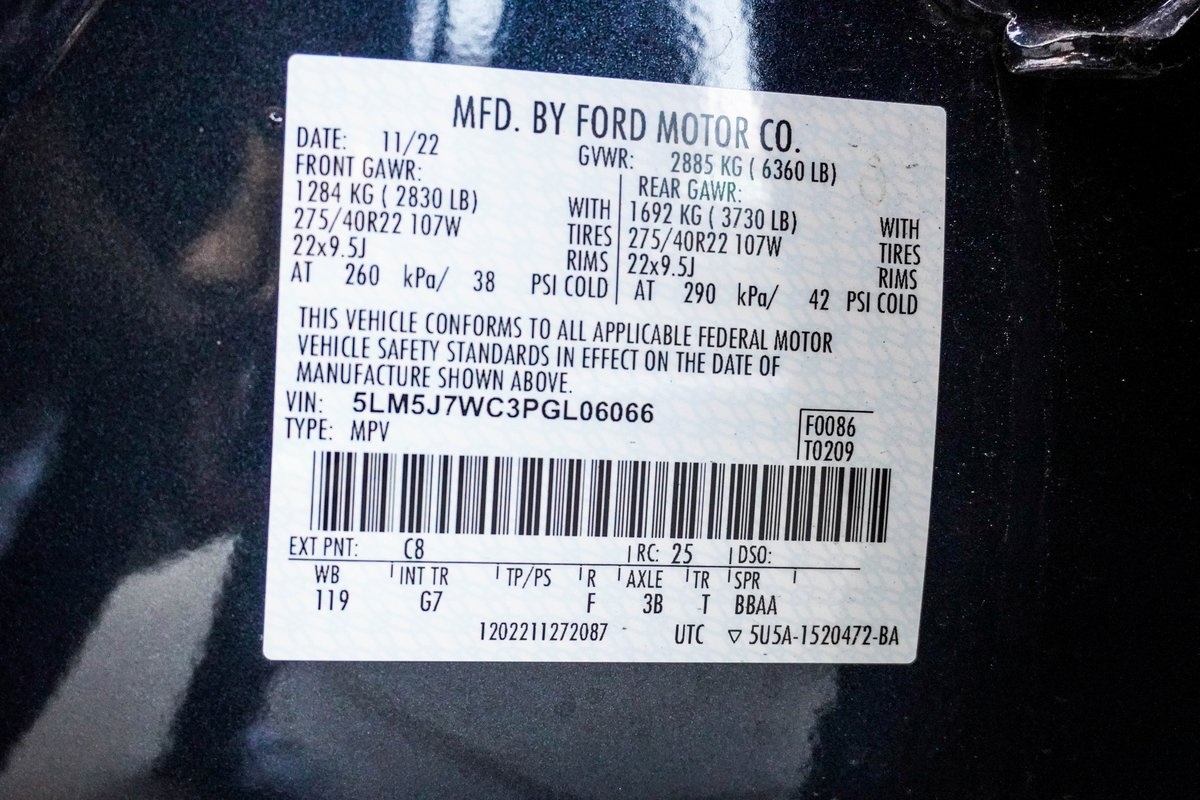 MFD. BY FORD MOTOR CO.
DATE: 11/22 GVWR: 2885 KG ( 6360 LB)
FRONT GAWR: REAR GAWR:
1284 KG ( 2830 LB) WITH 1692 KG ( 3730 LB) WITH
275/40R22 107W TIRES 275/40R22 107W TIRES
22x9.5J RIMS 22x9.5J RIMS
AT 260 kPa/ 38 PSI COLD AT 290 kPa/ 42 PSI COLD
THIS VEHICLE CONFORMS TO ALL APPLICABLE FEDERAL MOTOR
VEHICLE SAFETY STANDARDS IN EFFECT ON THE DATE OF
MANUFACTURE SHOWN ABOVE.
VIN: 5LM5J7WC3PGL06066 F0086
TYPE: MPV T0209
EXT PNT: C8 RC: 25 DSO:
WB INT TR TP/PS R AXLE TR SPR
119 G7 F 3B T BBAA
1202211272087 UTC ▽ 5U5A-1520472-BA